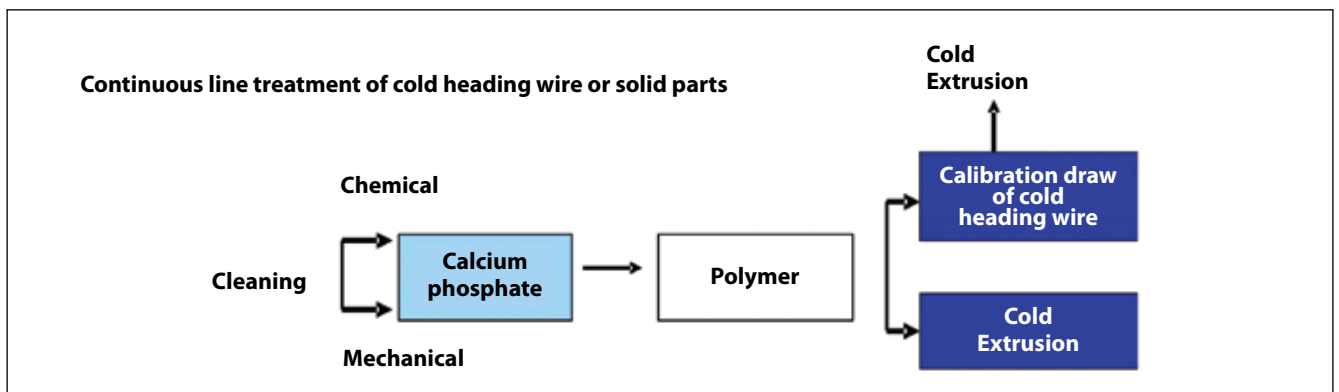 Continuous line treatment of cold heading wire or solid parts
Cold
Extrusion
Chemical
Cleaning
Mechanical
Calcium
phosphate
Polymer
Calibration draw
of cold
heading wire
Cold
Extrusion